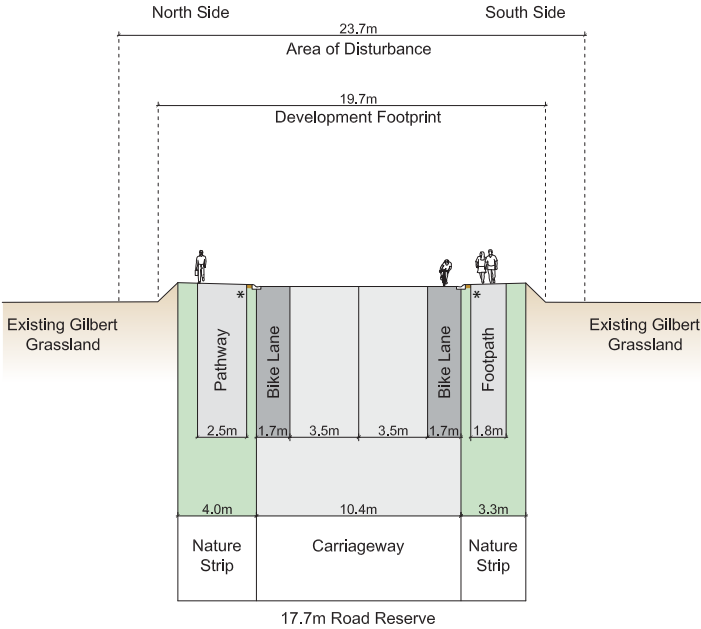 North Side
South Side
23.7m
Area of Disturbance
19.7m
Development Footprint
*
*
Existing Gilbert
Grassland
Existing Gilbert
Grassland
Pathway
Bike Lane
Bike Lane
Footpath
2.5m
1.7m
3.5m
3.5m
1.7m
1.8m
4.0m
10.4m
3.3m
Nature
Strip
Carriageway
Nature
Strip
17.7m Road Reserve